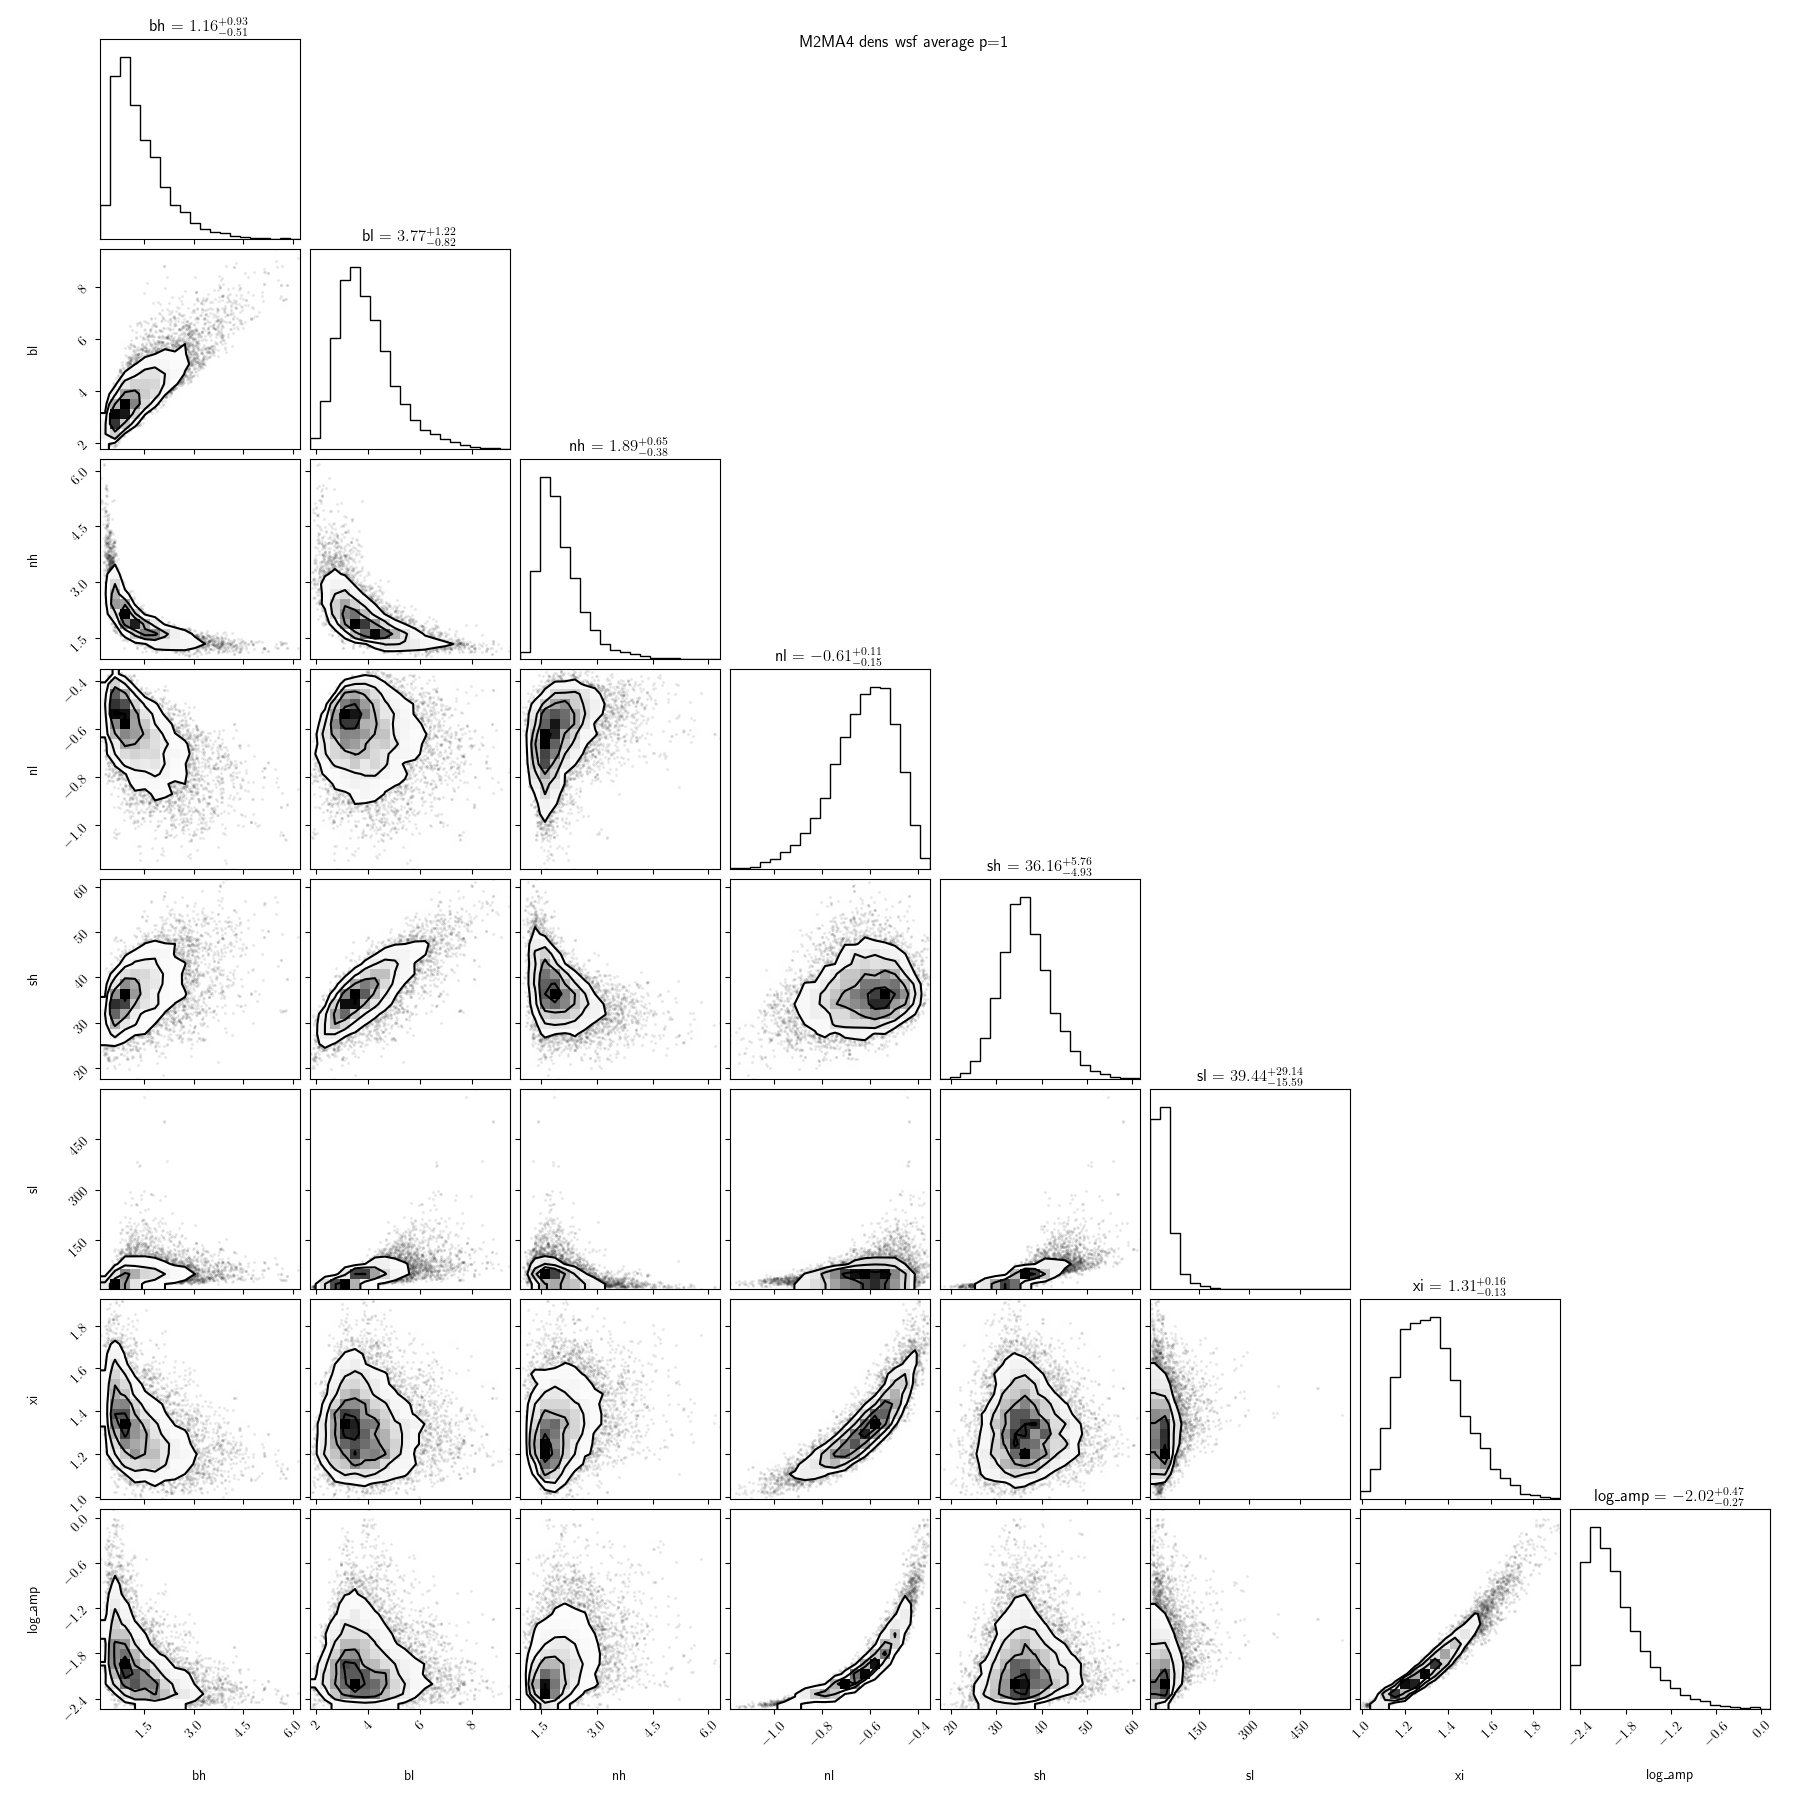 M2MA4 dens wsf average p=1
bh = 1.16^{+0.93}_{-0.51}
bl = 3.77^{+1.22}_{-0.82}
8
6
4
2
bl
nh = 1.89^{+0.65}_{-0.38}
6.0
4.5
3.0
1.5
nh
nl = −0.61^{+0.11}_{-0.15}
−0.4
−0.6
−0.8
−1.0
nl
sh = 36.16^{+5.76}_{-4.93}
60
50
40
30
20
sh
sl = 39.44^{+29.14}_{-15.59}
450
300
150
sl
xi = 1.31^{+0.16}_{-0.13}
1.8
1.6
1.4
1.2
1.0
xi
log_amp = −2.02^{+0.47}_{-0.27}
0.0
−0.6
−1.2
−1.8
−2.4
log_amp
1.5 3.0 4.5 6.0 2 4 6 8 1.5 3.0 4.5 6.0 −1.0 −0.8 −0.6 −0.4 20 30 40 50 60 150 300 450 1.0 1.2 1.4 1.6 1.8 −2.4 −1.8 −1.2 −0.6 0.0
bh bl nh nl sh sl xi log_amp